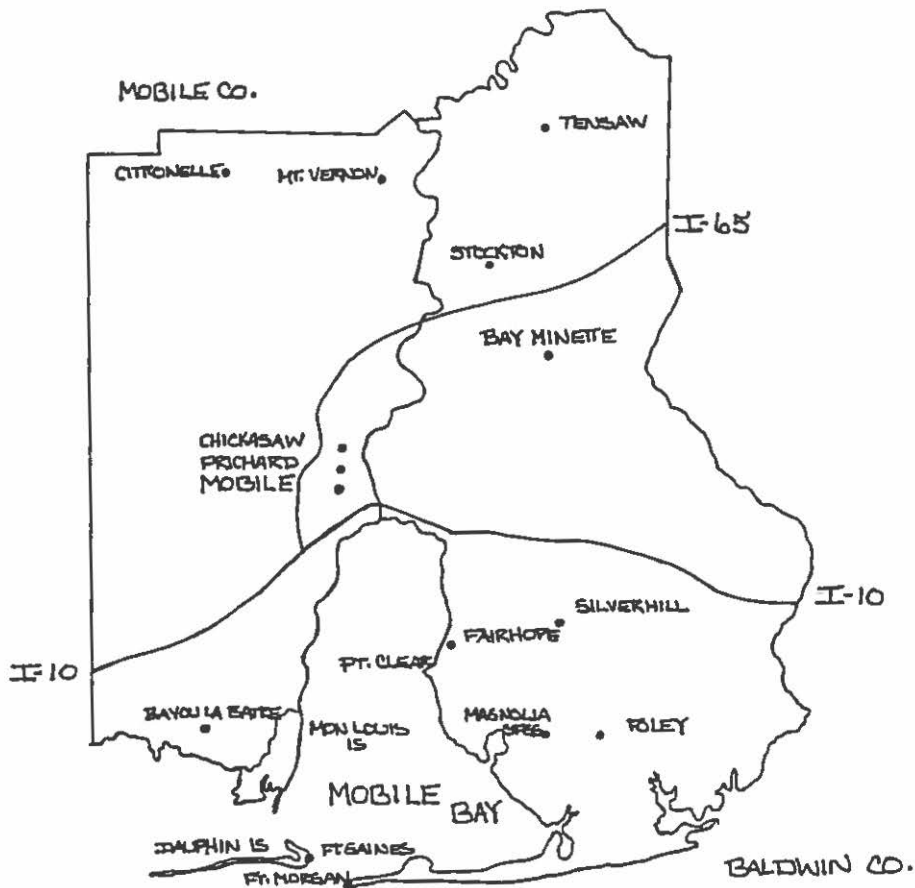 MOBILE CO.
TENSAW
CITRONELLE
MT. VERNON
I-65
STOCKTON
BAY MINETTE
CHICKASAW
PRICHARD
MOBILE
I-10
SILVERHILL
FAIRHOPE
PT. CLEAR
I-10
BAYOU LA BATRE
MON LOUIS
IS
MAGNOLIA
SPGS
FOLEY
MOBILE
BAY
DAUPHIN IS
FT GAINES
FT. MORGAN
BALDWIN CO.